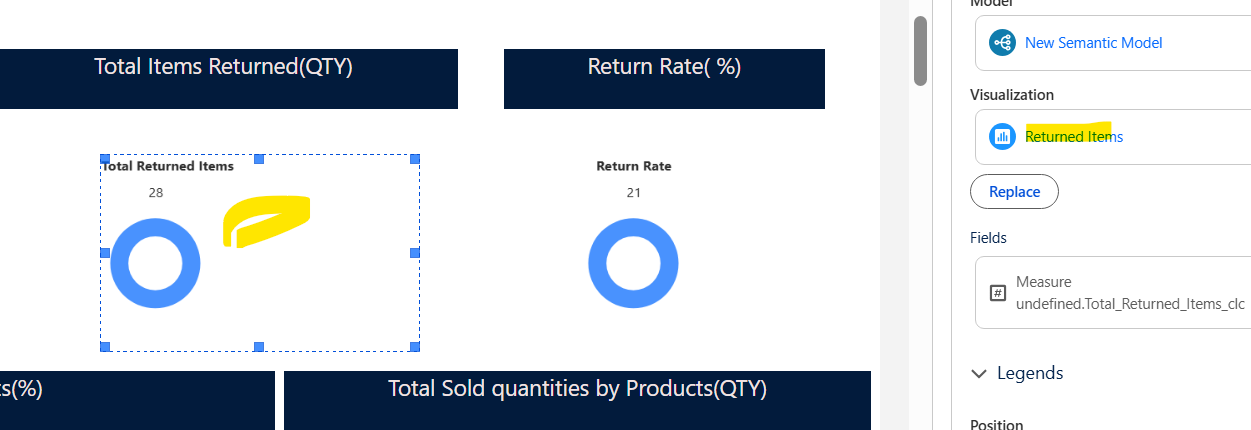 Total Items Returned(QTY)
Return Rate( %)
Total Returned Items
28
Return Rate
21
s(%)
Total Sold quantities by Products(QTY)
Model
New Semantic Model
Visualization
Returned Items
Replace
Fields
Measure
undefined.Total_Returned_Items_clc
Legends
Position